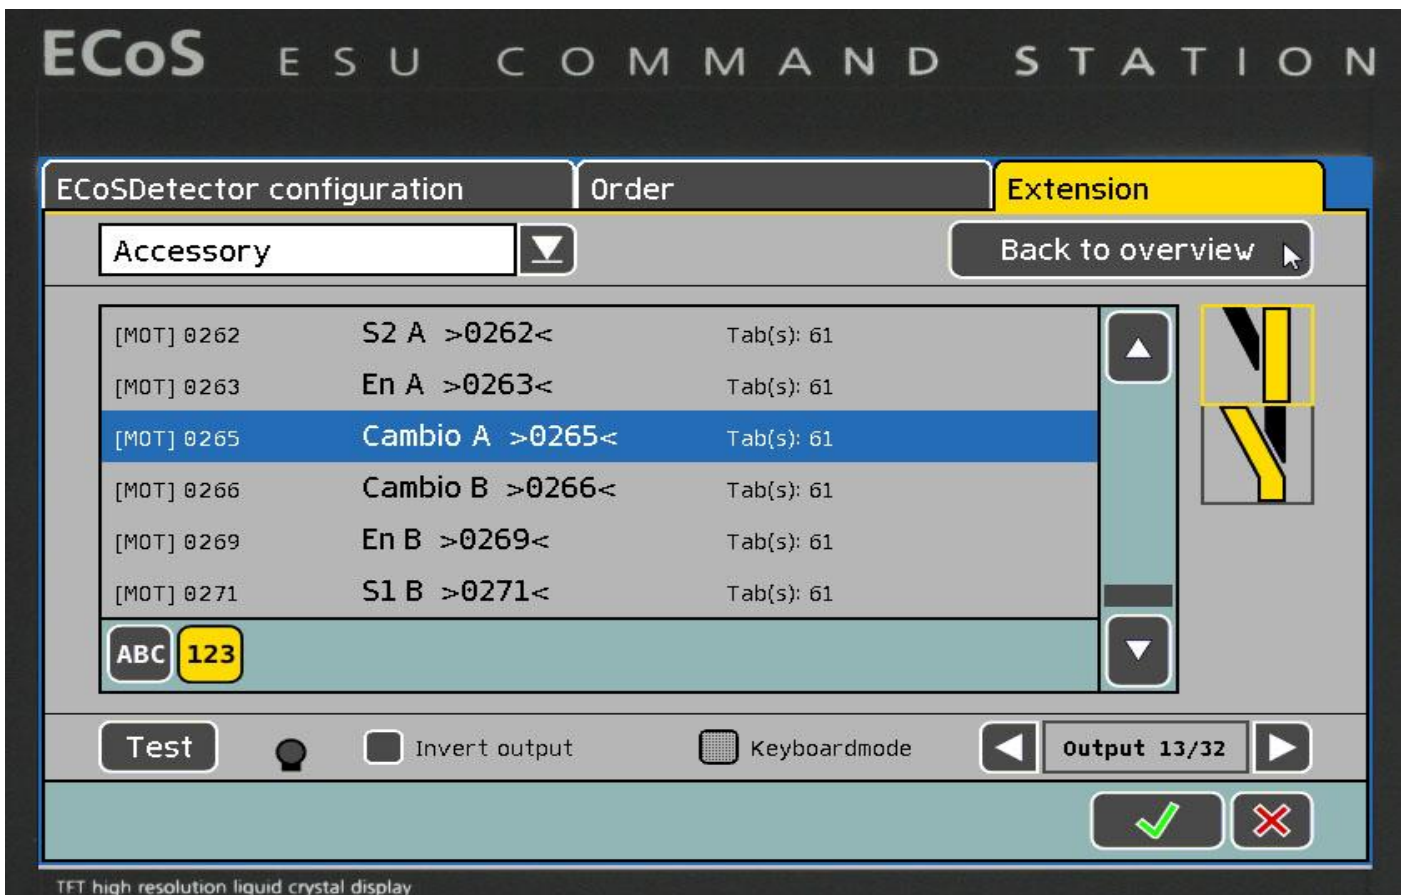 ECoS ESU COMMAND STATION
ECoSDetector configuration Order Extension
Accessory Back to overview
[MOT] 0262 S2 A >0262< Tab(s): 61
[MOT] 0263 En A >0263< Tab(s): 61
[MOT] 0265 Cambio A >0265< Tab(s): 61
[MOT] 0266 Cambio B >0266< Tab(s): 61
[MOT] 0269 En B >0269< Tab(s): 61
[MOT] 0271 S1 B >0271< Tab(s): 61
ABC 123
Test Invert output Keyboardmode Output 13/32
TFT high resolution liquid crystal display